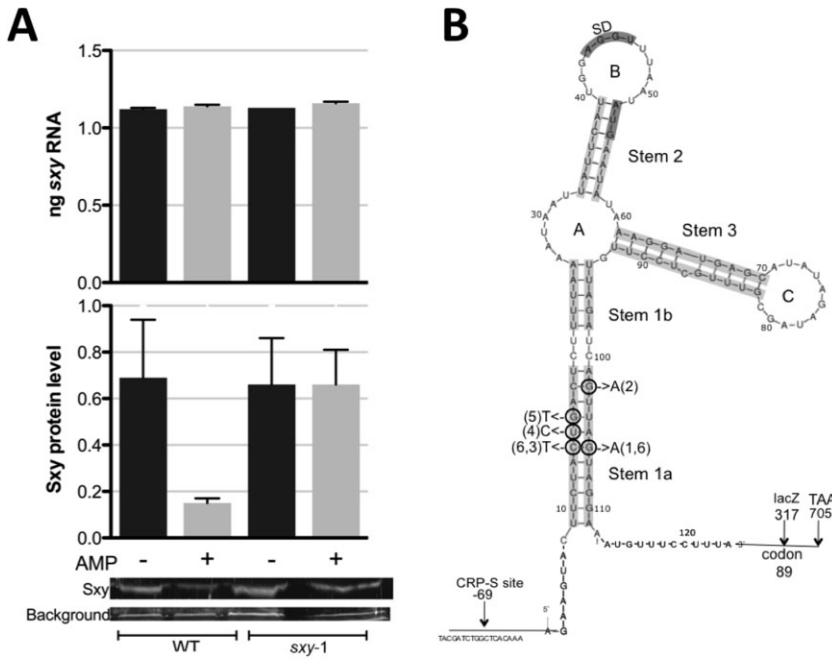 A
B
1.5
1.0
0.5
0.0
ng sxy RNA
1.0
0.8
0.6
0.4
0.2
0.0
Sxy protein level
AMP - + - +
Sxy
Background
WT sxy-1
SD
B
40
50
Stem 2
30
A
60
Stem 3
70
90
C
80
Stem 1b
100
->A(2)
(5)T<-
(4)C<-
(6,3)T<-
->A(1,6)
Stem 1a
10
110
120
AUGUUUCCUUUA
3'
lacZ
317
TAA
705
codon
89
CRP-S site
-69
5'
TACGATCTGGCTCACAAA